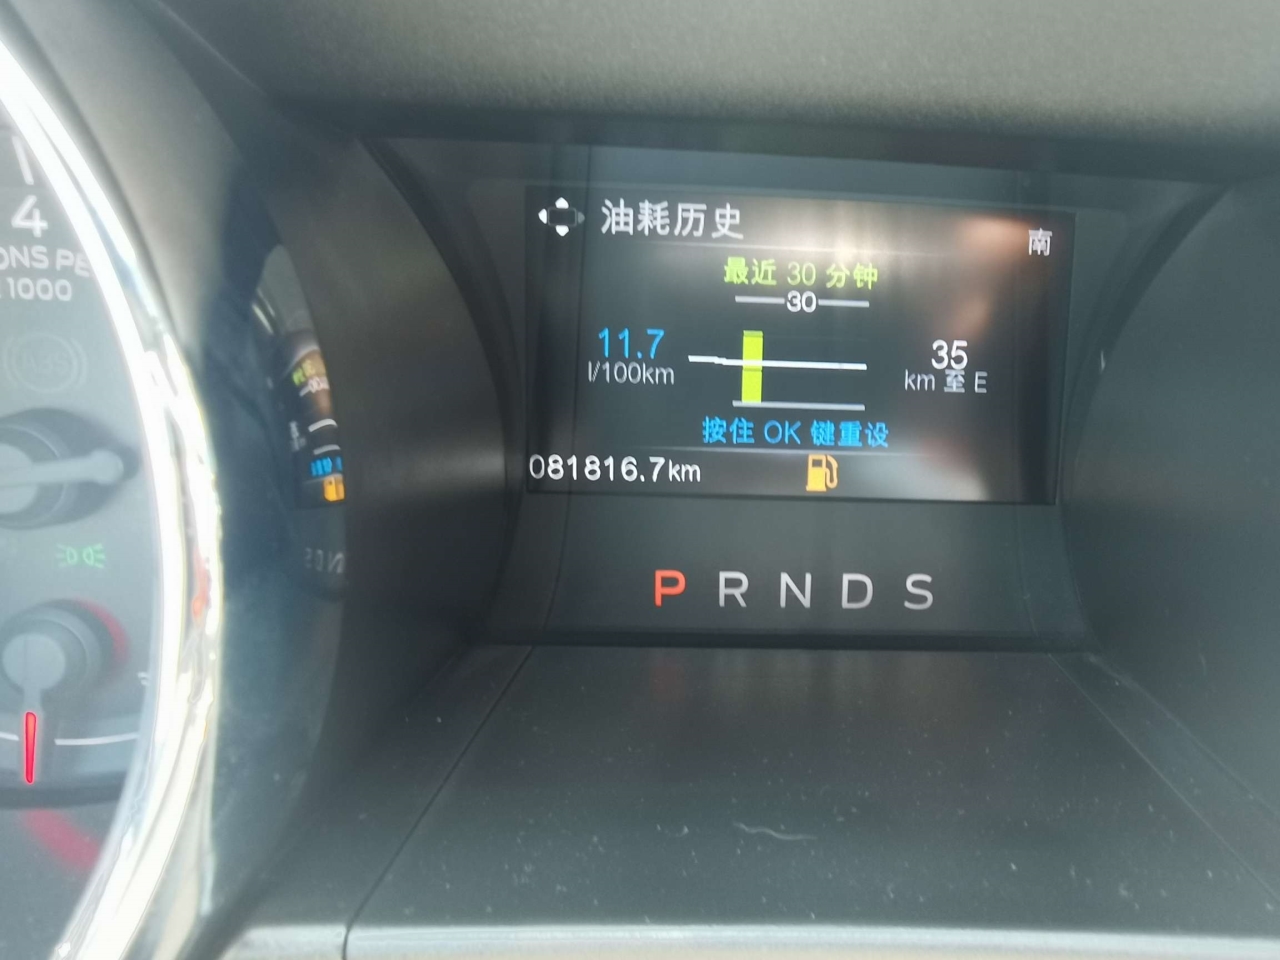 4
1000
油耗历史
南
最近 30 分钟
30
11.7
l/100km
35
km 至 E
按住 OK 键重设
081816.7km
P R N D S